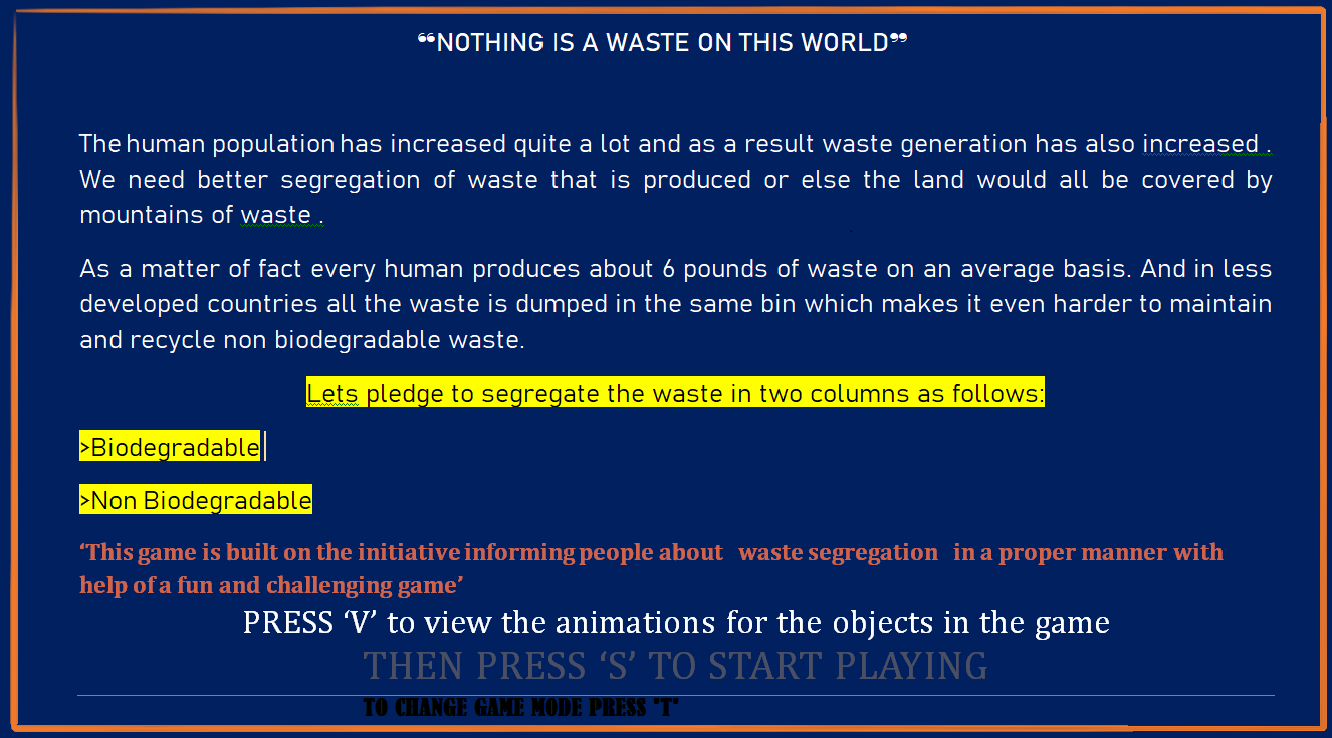 ❝NOTHING IS A WASTE ON THIS WORLD❞
The human population has increased quite a lot and as a result waste generation has also increased .
We need better segregation of waste that is produced or else the land would all be covered by
mountains of waste .
As a matter of fact every human produces about 6 pounds of waste on an average basis. And in less
developed countries all the waste is dumped in the same bin which makes it even harder to maintain
and recycle non biodegradable waste.
Lets pledge to segregate the waste in two columns as follows:
>Biodegradable
>Non Biodegradable
‘This game is built on the initiative informing people about waste segregation in a proper manner with
help of a fun and challenging game’
PRESS ‘V’ to view the animations for the objects in the game
THEN PRESS ‘S’ TO START PLAYING
TO CHANGE GAME MODE PRESS "T"